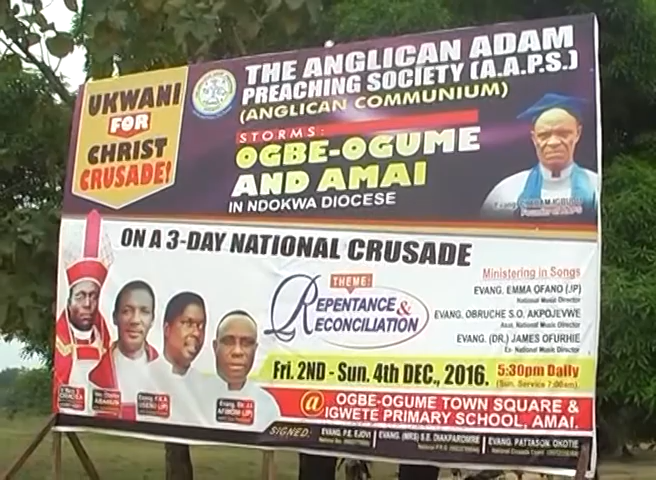 UKWANI
FOR
CHRIST
CRUSADE!
THE ANGLICAN ADAM
PREACHING SOCIETY (A.A.P.S.)
(ANGLICAN COMMUNIUM)
STORMS:
OGBE-OGUME
AND AMAI
IN NDOKWA DIOCESE
ON A 3-DAY NATIONAL CRUSADE
THEME:
REPENTANCE &
RECONCILIATION
Ministering in Songs
EVANG. EMMA OFANO (JP)
National Music Director
EVANG. OBRUCHE S.O. AKPOJEVWE
Asst. National Music Director
EVANG. (DR.) JAMES OFURHIE
Ex- National Music Director
FRI. 2ND - SUN. 4TH DEC., 2016.
5:30PM Daily
(Sun. Service 7:00am)
@ OGBE-OGUME TOWN SQUARE &
IGWETE PRIMARY SCHOOL, AMAI.
SIGNED:
EVANG. P.E. EJOVI
EVANG. (MRS) S.E. DIAKPAROMRE
EVANG. PATTASON OKOTIE